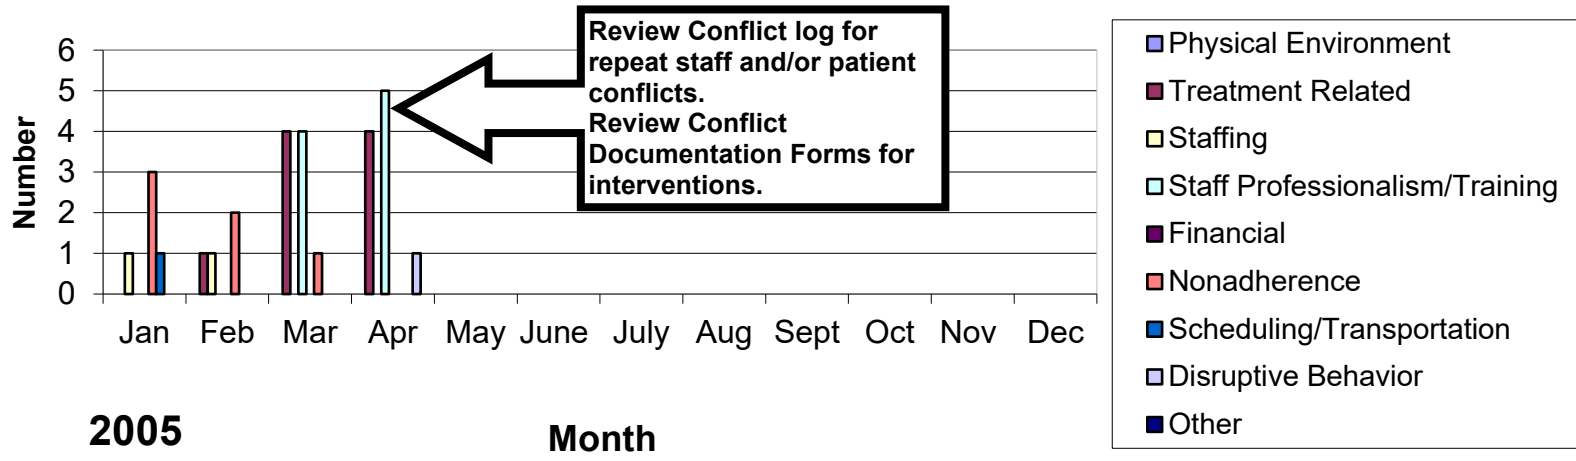 Review Conflict log for
repeat staff and/or patient
conflicts.
Review Conflict
Documentation Forms for
interventions.
Number
6
5
4
3
2
1
0
Jan Feb Mar Apr May June July Aug Sept Oct Nov Dec
2005
Month
Physical Environment
Treatment Related
Staffing
Staff Professionalism/Training
Financial
Nonadherence
Scheduling/Transportation
Disruptive Behavior
Other